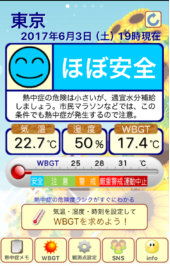 東京
2017年6月3日 (土) 19時現在
ほぼ安全
熱中症の危険は小さいが、適宜水分補給
しましょう。市民マラソンなどでは、この
条件でも熱中症が発生するので注意。
気温 湿度 WBGT
22.7℃ 50% 17.4℃
WBGT 25 28 31 ℃
安全 注意 警戒 厳重警戒 運動中止
熱中症の危険度ランクがすぐにわかる
気温・湿度・時刻を設定して
WBGTを求めよう!
熱中症メモ WBGT 観測点設定 SNS info